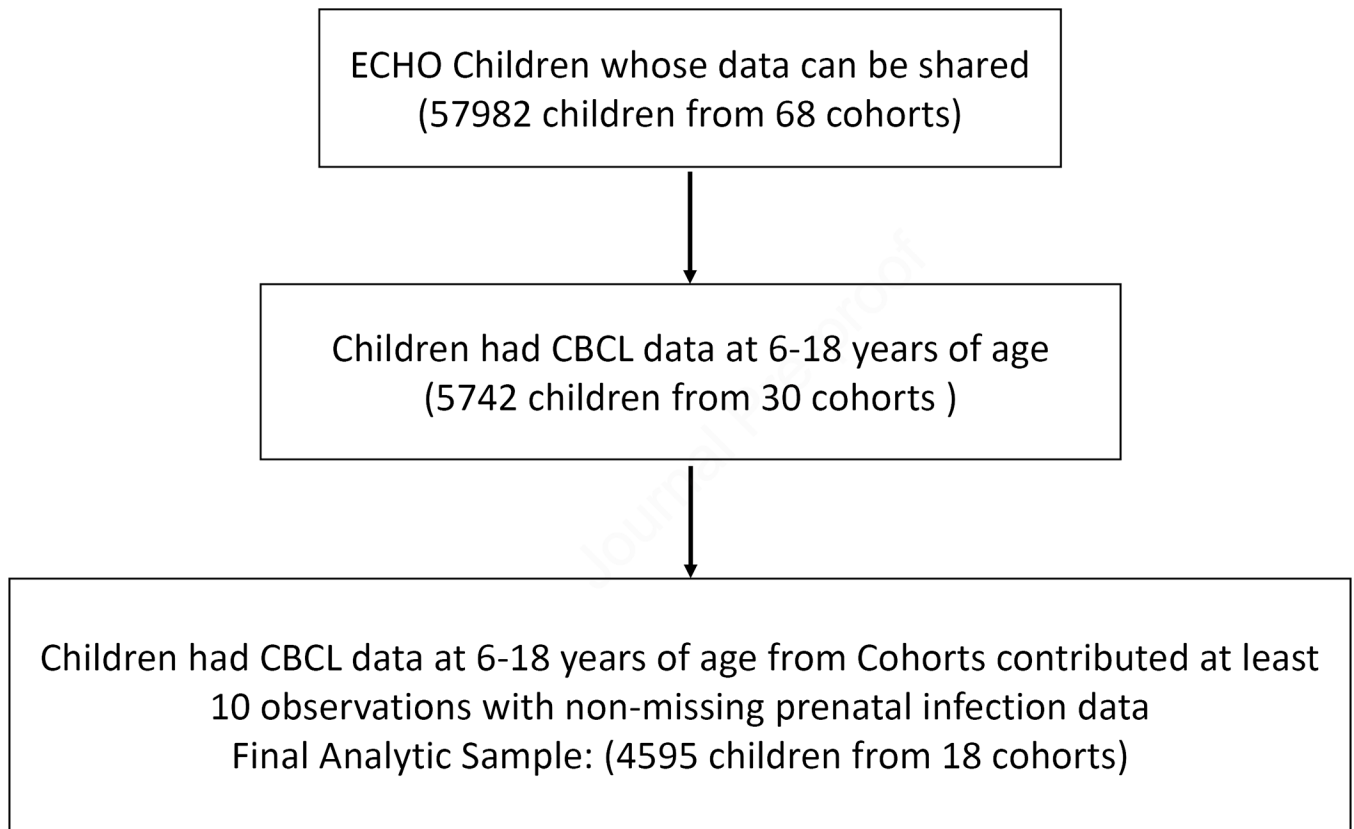 ECHO Children whose data can be shared
(57982 children from 68 cohorts)
Children had CBCL data at 6-18 years of age
(5742 children from 30 cohorts )
Journal Pre-proof
Children had CBCL data at 6-18 years of age from Cohorts contributed at least
10 observations with non-missing prenatal infection data
Final Analytic Sample: (4595 children from 18 cohorts)